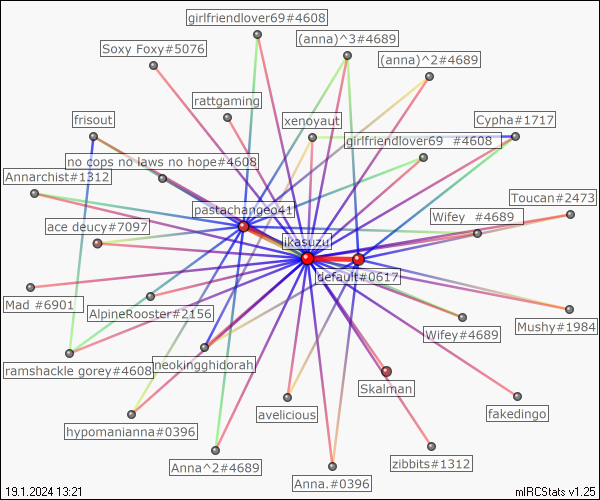 girlfriendlover69#4608
(anna)^3#4689
Soxy Foxy#5076
(anna)^2#4689
rattgaming
frisout
xenoyaut
Cypha#1717
girlfriendlover69 #4608
no cops no laws no hope#4608
Annarchist#1312
Toucan#2473
pastachangeo41
Wifey #4689
ace deucy#7097
ikasuzu
default#0617
Mad #6901
AlpineRooster#2156
Mushy#1984
Wifey#4689
ramshackle gorey#4608
neokingghidorah
Skalman
avelicious
fakedingo
hypomanianna#0396
Anna^2#4689
zibbits#1312
Anna.#0396
19.1.2024 13:21
mIRCStats v1.25